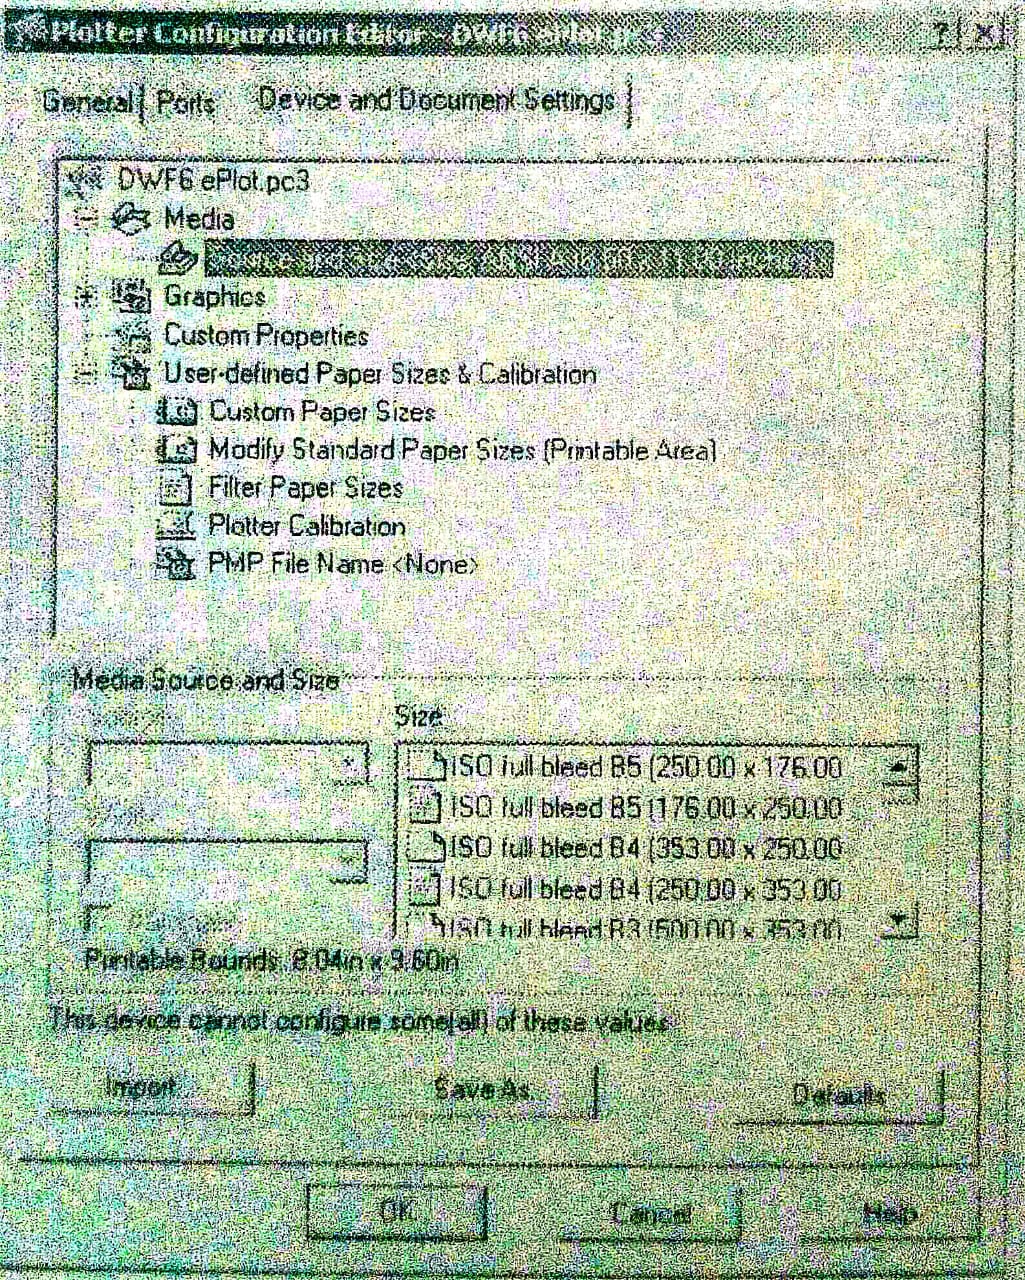 Plotter Configuration Editor - DWF6 ePlot.pc3
General Ports Device and Document Settings
DWF6 ePlot.pc3
Media
Graphics
Custom Properties
User-defined Paper Sizes & Calibration
Custom Paper Sizes
Modify Standard Paper Sizes (Printable Area)
Filter Paper Sizes
Plotter Calibration
PMP File Name <None>
Media Source and Size
Size
ISO full bleed B5 (250.00 x 176.00
ISO full bleed B5 (176.00 x 250.00
ISO full bleed B4 (353.00 x 250.00
ISO full bleed B4 (250.00 x 353.00
ISO full bleed B3 (500.00 x 353.00
Printable Bounds: 8.04in x 9.60in
This device cannot configure some(all) of these values
Import Save As Defaults
OK Cancel Help